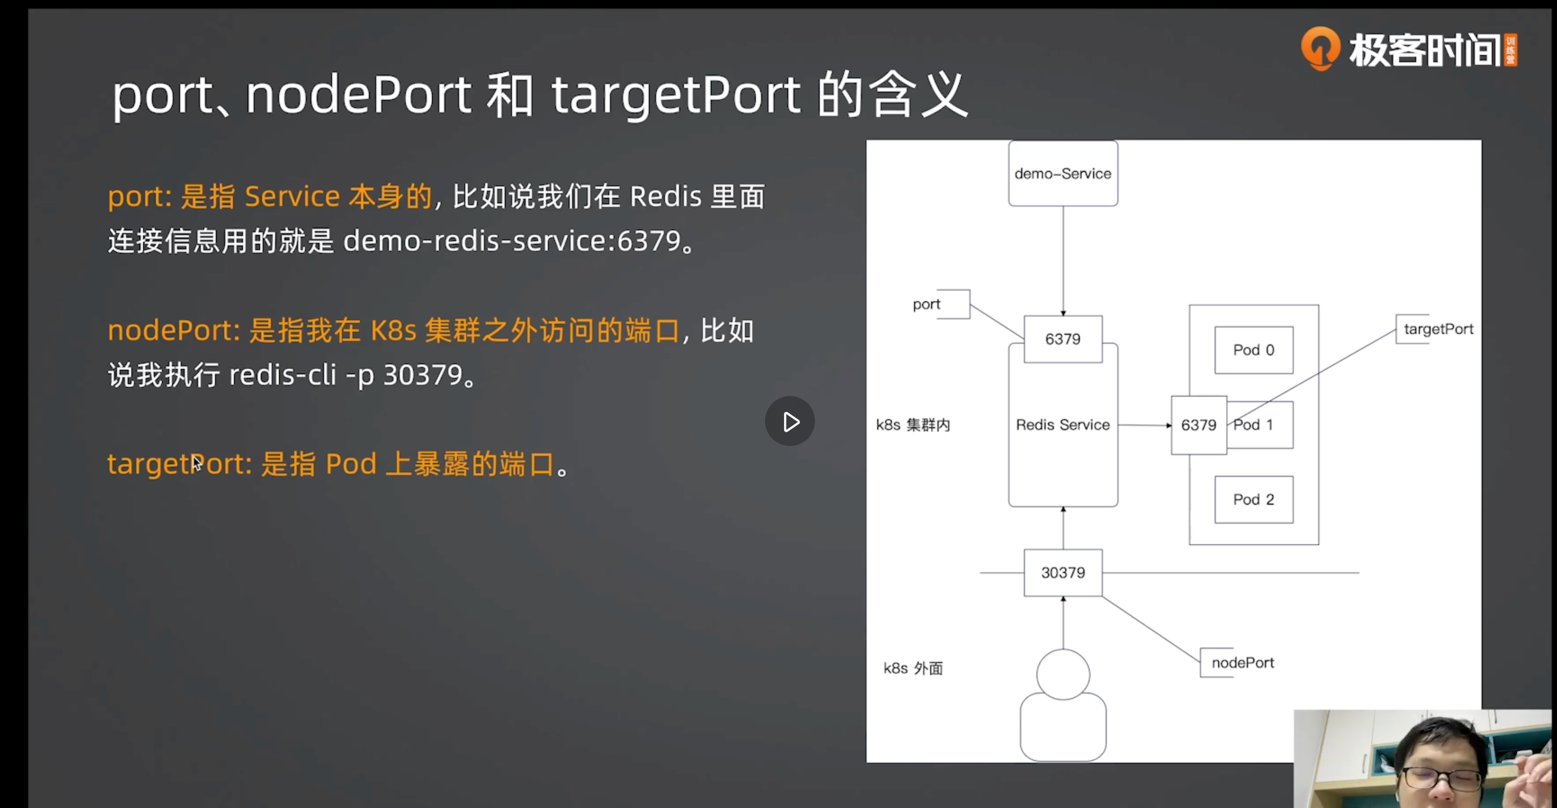 极客时间
训练营
port、nodePort 和 targetPort 的含义
port: 是指 Service 本身的, 比如说我们在 Redis 里面
连接信息用的就是 demo-redis-service:6379。
nodePort: 是指我在 K8s 集群之外访问的端口, 比如
说我执行 redis-cli -p 30379。
targetPort: 是指 Pod 上暴露的端口。
demo-Service
port
6379
Pod 0
targetPort
k8s 集群内
Redis Service
6379
Pod 1
Pod 2
30379
k8s 外面
nodePort